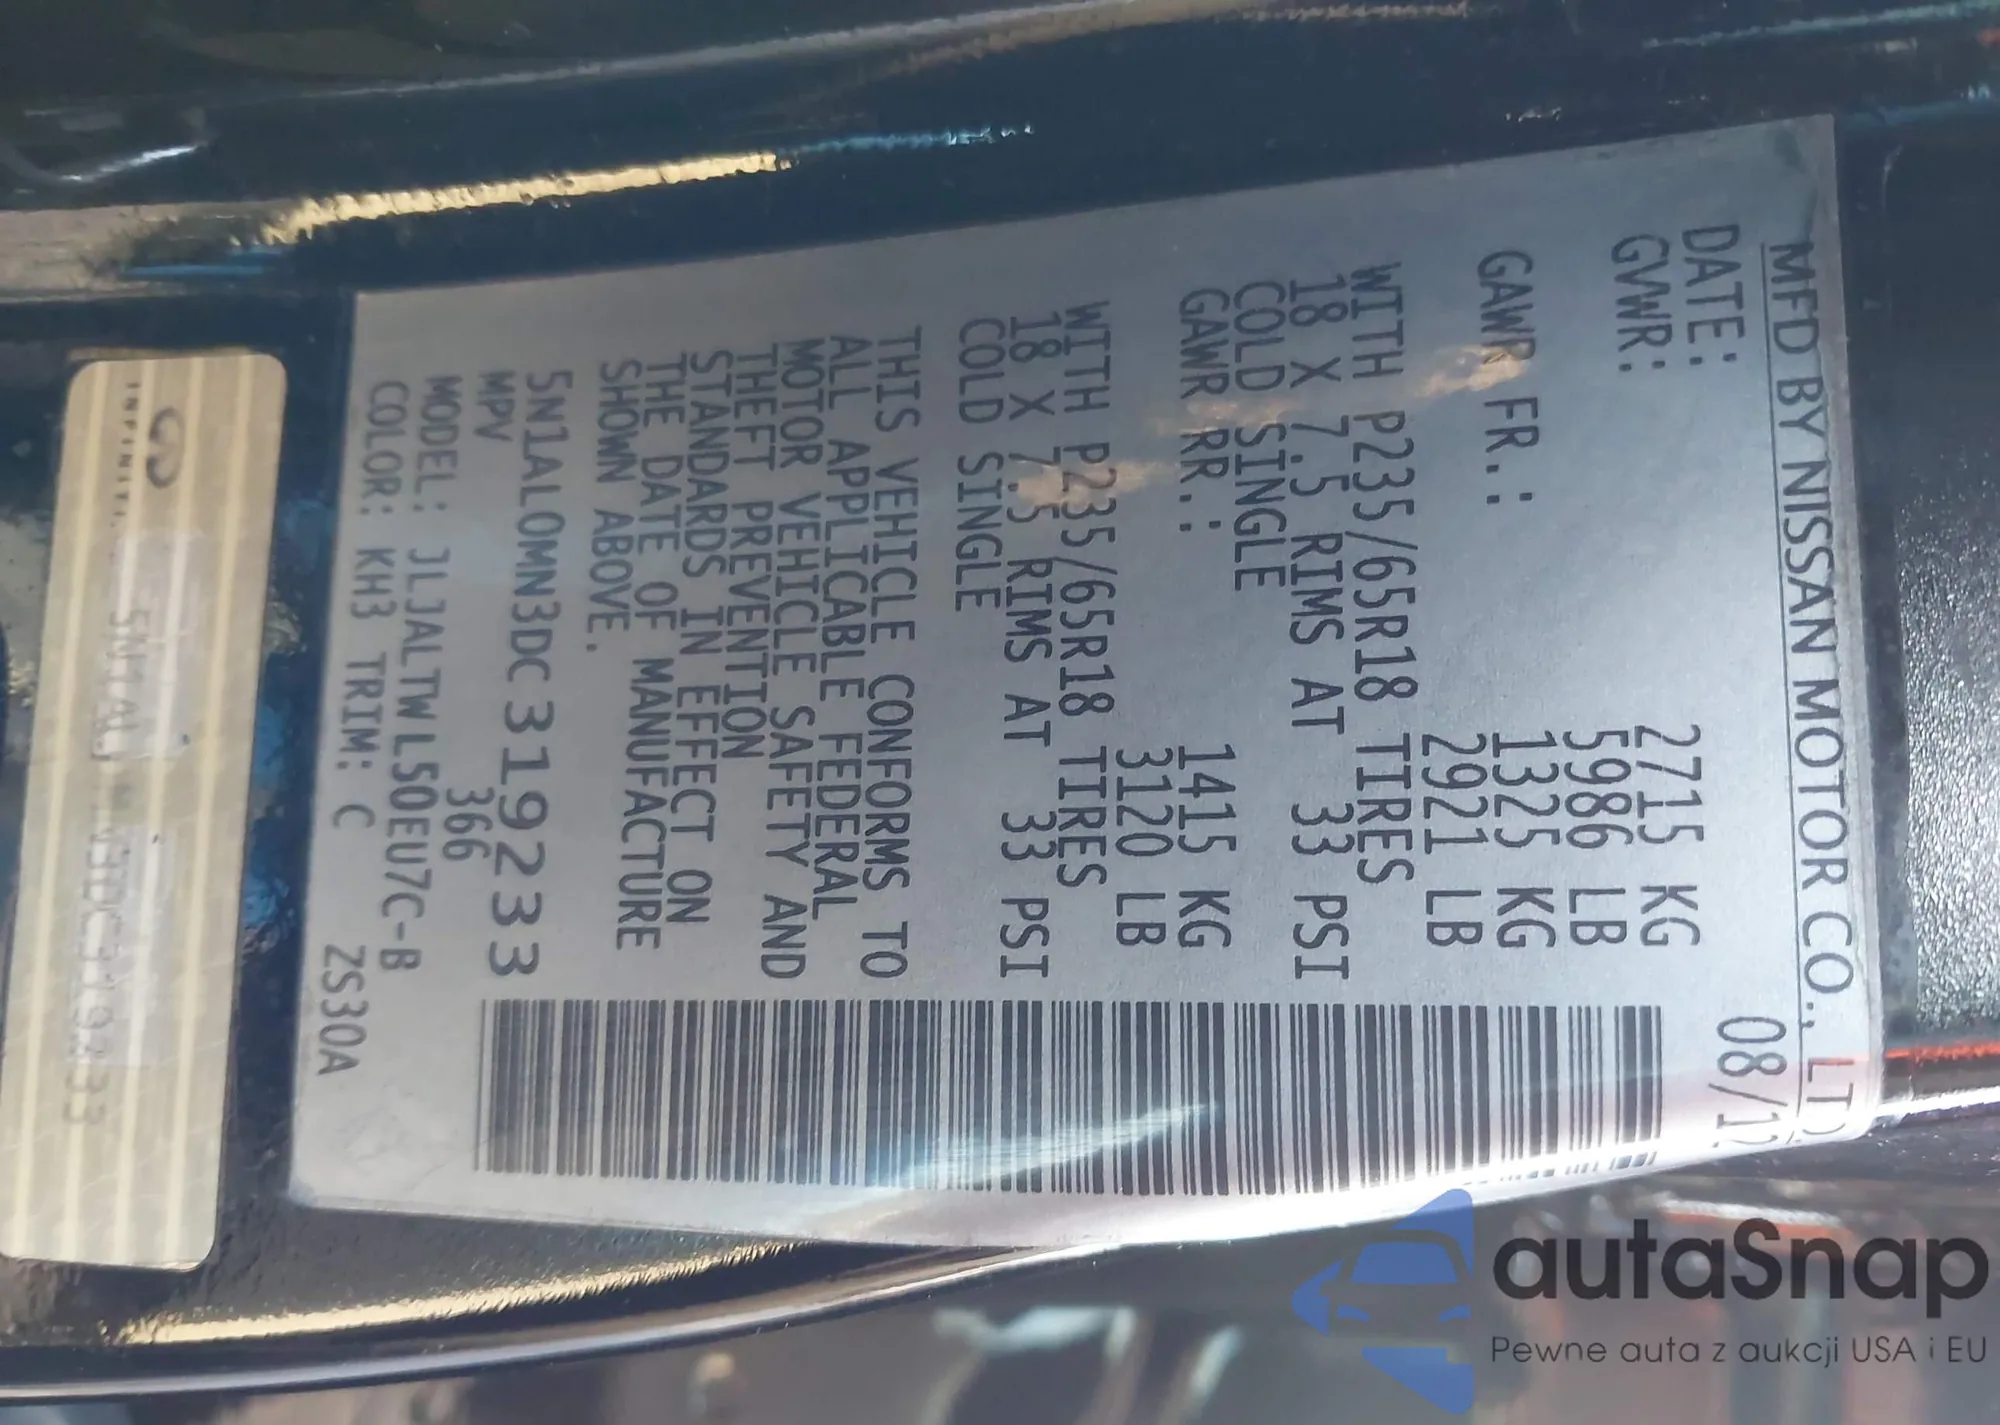 MFD BY NISSAN MOTOR CO., LTD.
DATE: 08/12
GVWR: 2715 KG
5986 LB
GAWR FR.: 1325 KG
2921 LB
WITH P235/65R18 TIRES
18 X 7.5 RIMS AT 33 PSI
COLD SINGLE
GAWR RR.: 1415 KG
3120 LB
WITH P235/65R18 TIRES
18 X 7.5 RIMS AT 33 PSI
COLD SINGLE
THIS VEHICLE CONFORMS TO
ALL APPLICABLE FEDERAL
MOTOR VEHICLE SAFETY AND
THEFT PREVENTION
STANDARDS IN EFFECT ON
THE DATE OF MANUFACTURE
SHOWN ABOVE.
5N1AL0MN3DC319233
MPV 366
MODEL: JLJALTWL50EU7C-B
COLOR: KH3 TRIM: C ZS30A
INFINITI
autaSnap
Pewne auta z aukcji USA i EU